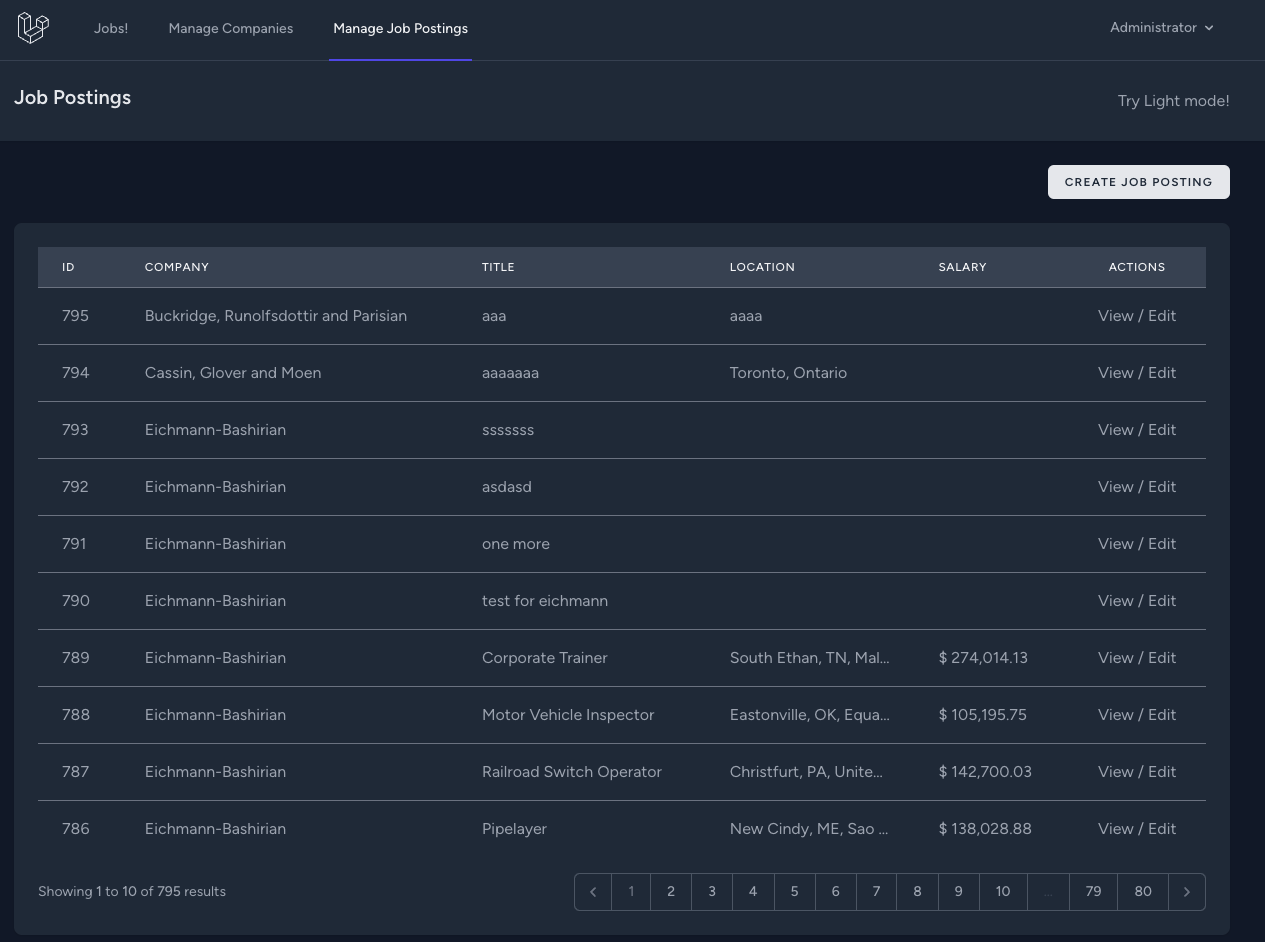 Jobs! Manage Companies Manage Job Postings Administrator
Job Postings Try Light mode!
CREATE JOB POSTING
ID COMPANY TITLE LOCATION SALARY ACTIONS
795 Buckridge, Runolfsdottir and Parisian aaa aaaa View / Edit
794 Cassin, Glover and Moen aaaaaaa Toronto, Ontario View / Edit
793 Eichmann-Bashirian sssssss View / Edit
792 Eichmann-Bashirian asdasd View / Edit
791 Eichmann-Bashirian one more View / Edit
790 Eichmann-Bashirian test for eichmann View / Edit
789 Eichmann-Bashirian Corporate Trainer South Ethan, TN, Mal... $ 274,014.13 View / Edit
788 Eichmann-Bashirian Motor Vehicle Inspector Eastonville, OK, Equa... $ 105,195.75 View / Edit
787 Eichmann-Bashirian Railroad Switch Operator Christfurt, PA, Unite... $ 142,700.03 View / Edit
786 Eichmann-Bashirian Pipelayer New Cindy, ME, Sao ... $ 138,028.88 View / Edit
Showing 1 to 10 of 795 results 1 2 3 4 5 6 7 8 9 10 ... 79 80